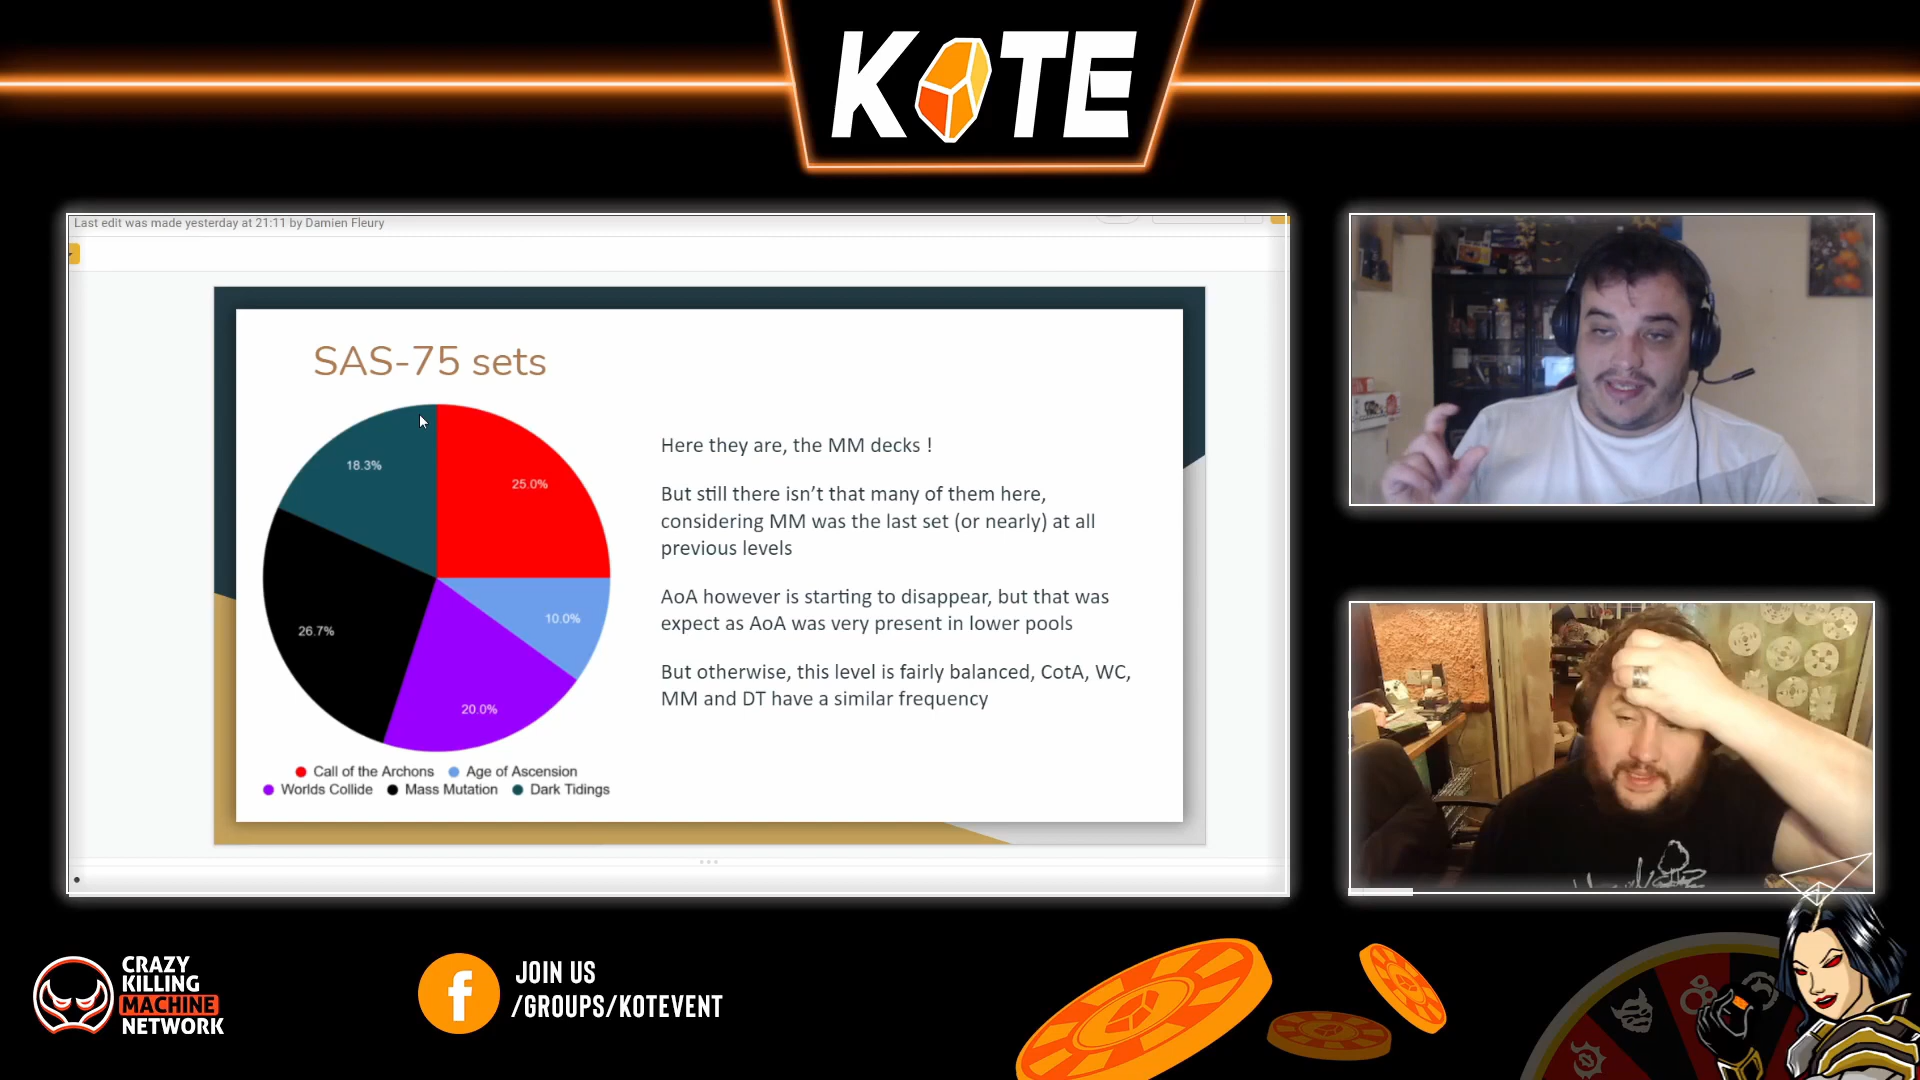 KOTE
Last edit was made yesterday at 21:11 by Damien Fleury
SAS-75 sets
18.3%
25.0%
10.0%
26.7%
20.0%
Call of the Archons
Age of Ascension
Worlds Collide
Mass Mutation
Dark Tidings
Here they are, the MM decks !
But still there isn't that many of them here,
considering MM was the last set (or nearly) at all
previous levels
AoA however is starting to disappear, but that was
expect as AoA was very present in lower pools
But otherwise, this level is fairly balanced, CotA, WC,
MM and DT have a similar frequency
CRAZY
KILLING
MACHINE
NETWORK
f
JOIN US
/GROUPS/KOTEVENT